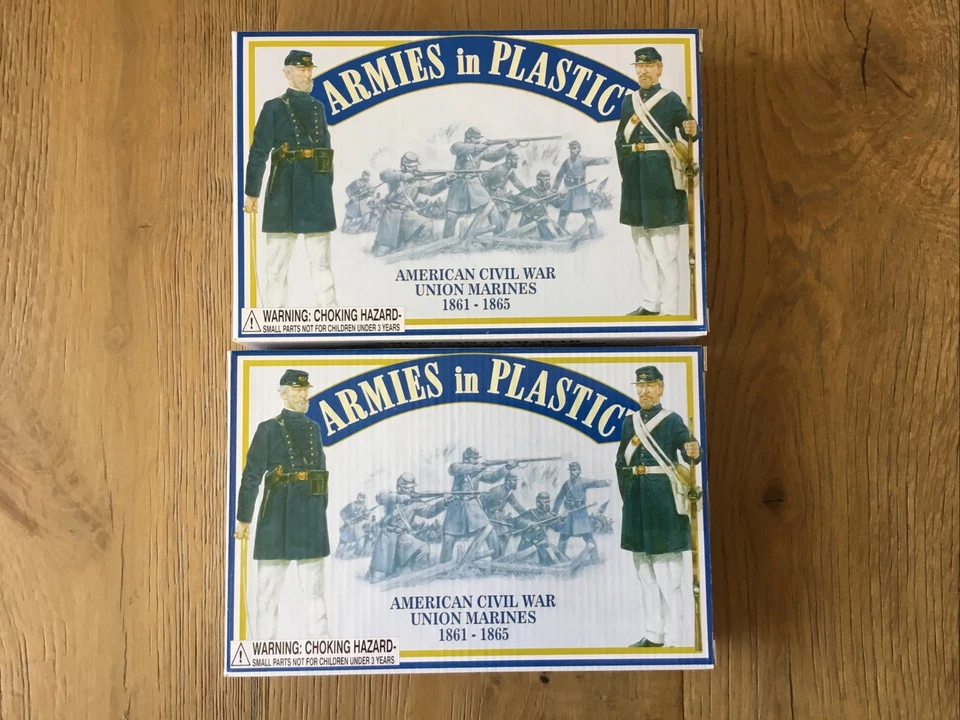 ARMIES in PLASTIC
AMERICAN CIVIL WAR
UNION MARINES
1861 - 1865
WARNING: CHOKING HAZARD-
SMALL PARTS NOT FOR CHILDREN UNDER 3 YEARS
ARMIES in PLASTIC
AMERICAN CIVIL WAR
UNION MARINES
1861 - 1865
WARNING: CHOKING HAZARD-
SMALL PARTS NOT FOR CHILDREN UNDER 3 YEARS